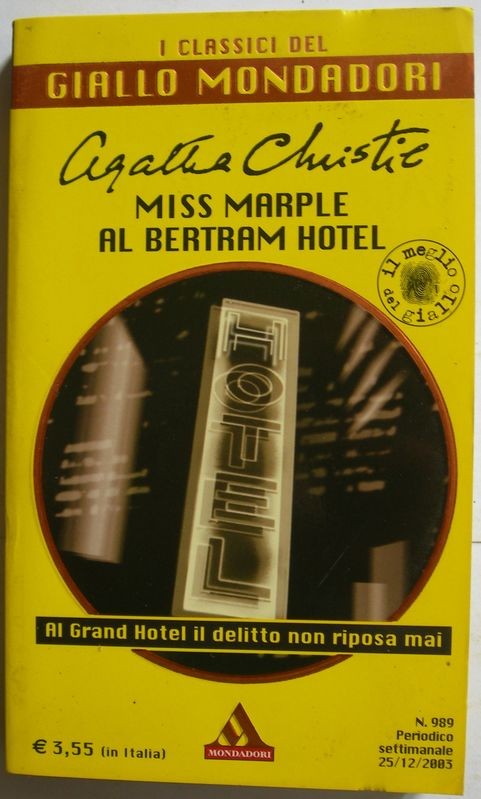 I CLASSICI DEL
GIALLO MONDADORI
Agatha Christie
MISS MARPLE
AL BERTRAM HOTEL
il meglio
del giallo
HOTEL
Al Grand Hotel il delitto non riposa mai
€ 3,55 (in Italia)
MONDADORI
N. 989
Periodico
settimanale
25/12/2003